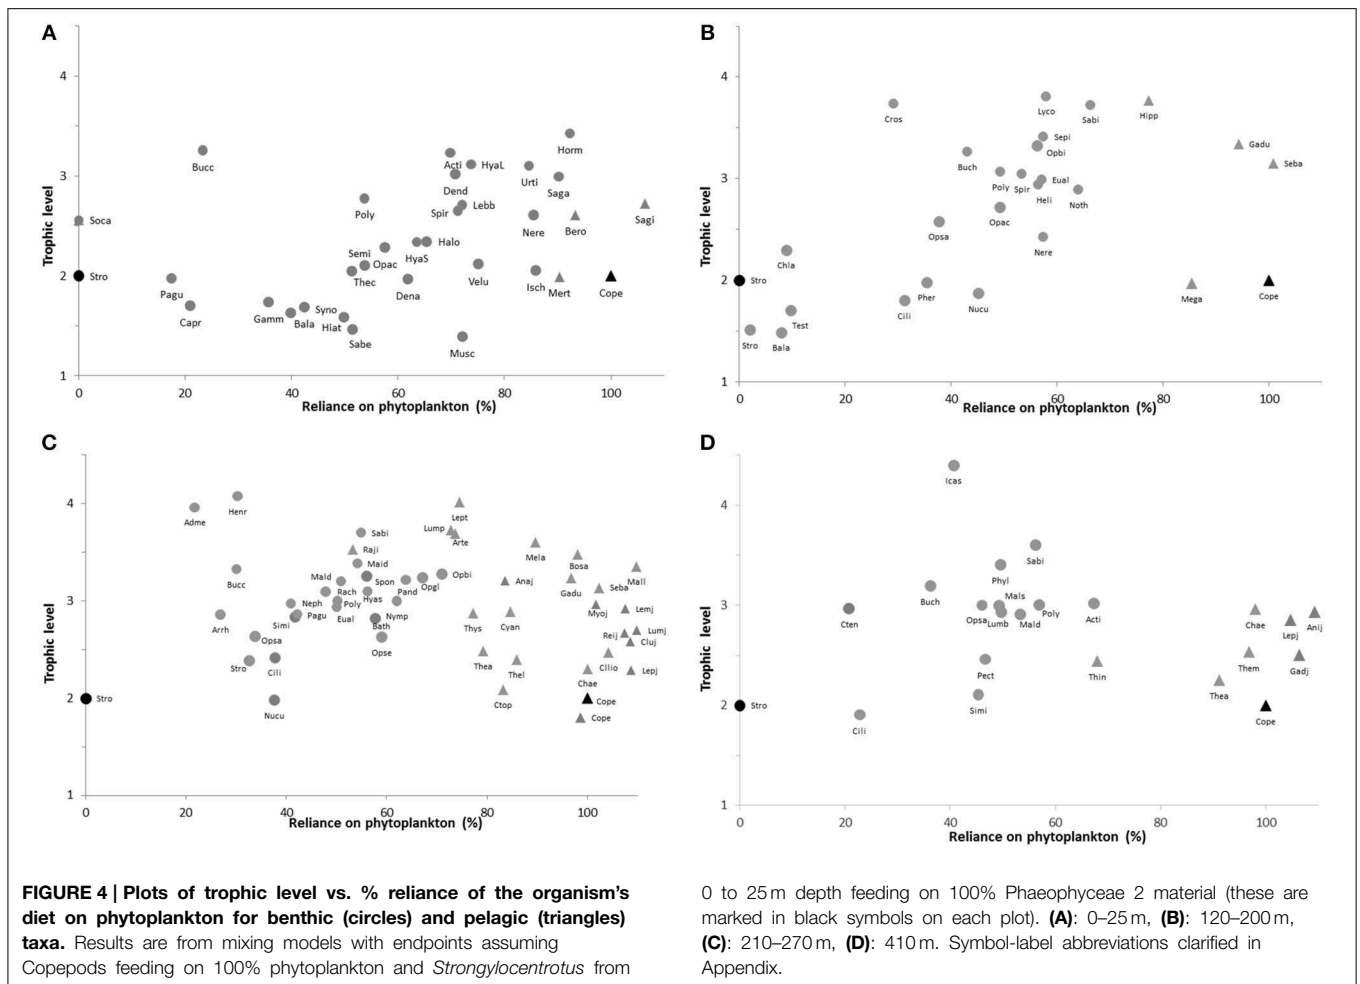 A
B
4
3
2
1
Trophic level
0
20
40
60
80
100
Reliance on phytoplankton (%)
Horm
Bucc
Acti
HyaL
Urti
Dend
Saga
Poly
Spir
Lebb
Soca
Nere
Bero
Sagi
Semi
Opac
HyaS
Halo
Stro
Thec
Pagu
Dena
Velu
Isch
Mert
Cope
Capr
Gamm
Bala
Syno
Hiat
Sabe
Musc
4
3
2
1
Trophic level
0
20
40
60
80
100
Reliance on phytoplankton (%)
Cros
Lyco
Sabi
Hipp
Sepi
Opbi
Gadu
Buch
Seba
Poly
Spir
Eual
Heli
Noth
Opac
Opsa
Nere
Chla
Stro
Pher
Mega
Cope
Cili
Nucu
Test
Stro
Bala
C
D
4
3
2
1
Trophic level
0
20
40
60
80
100
Reliance on phytoplankton (%)
Henr
Adme
Lept
Lump
Arte
Sabi
Raji
Mela
Bosa
Bucc
Maid
Mall
Mald
Spon
Opbi
Anaj
Gadu
Rach
Hyas
Pand
Opgl
Seba
Neph
Poly
Myoj
Lemj
Arrh
Simi
Pagu
Eual
Nymp
Thys
Cyan
Bath
Reij
Lumj
Opsa
Opse
Cluj
Stro
Cili
Thea
Thel
Cllio
Chae
Lepj
Stro
Nucu
Ctop
Cope
Cope
4
3
2
1
Trophic level
0
20
40
60
80
100
Reliance on phytoplankton (%)
Icas
Sabi
Phyl
Buch
Mals
Cten
Opsa
Lumb
Mald
Poly
Acti
Chae
Lepj
Anij
Pect
Thin
Them
Gadj
Simi
Thea
Stro
Cili
Cope
FIGURE 4 | Plots of trophic level vs. % reliance of the organism's
diet on phytoplankton for benthic (circles) and pelagic (triangles)
taxa. Results are from mixing models with endpoints assuming
Copepods feeding on 100% phytoplankton and Strongylocentrotus from
0 to 25 m depth feeding on 100% Phaeophyceae 2 material (these are
marked in black symbols on each plot). (A): 0–25 m, (B): 120–200 m,
(C): 210–270 m, (D): 410 m. Symbol-label abbreviations clarified in
Appendix.